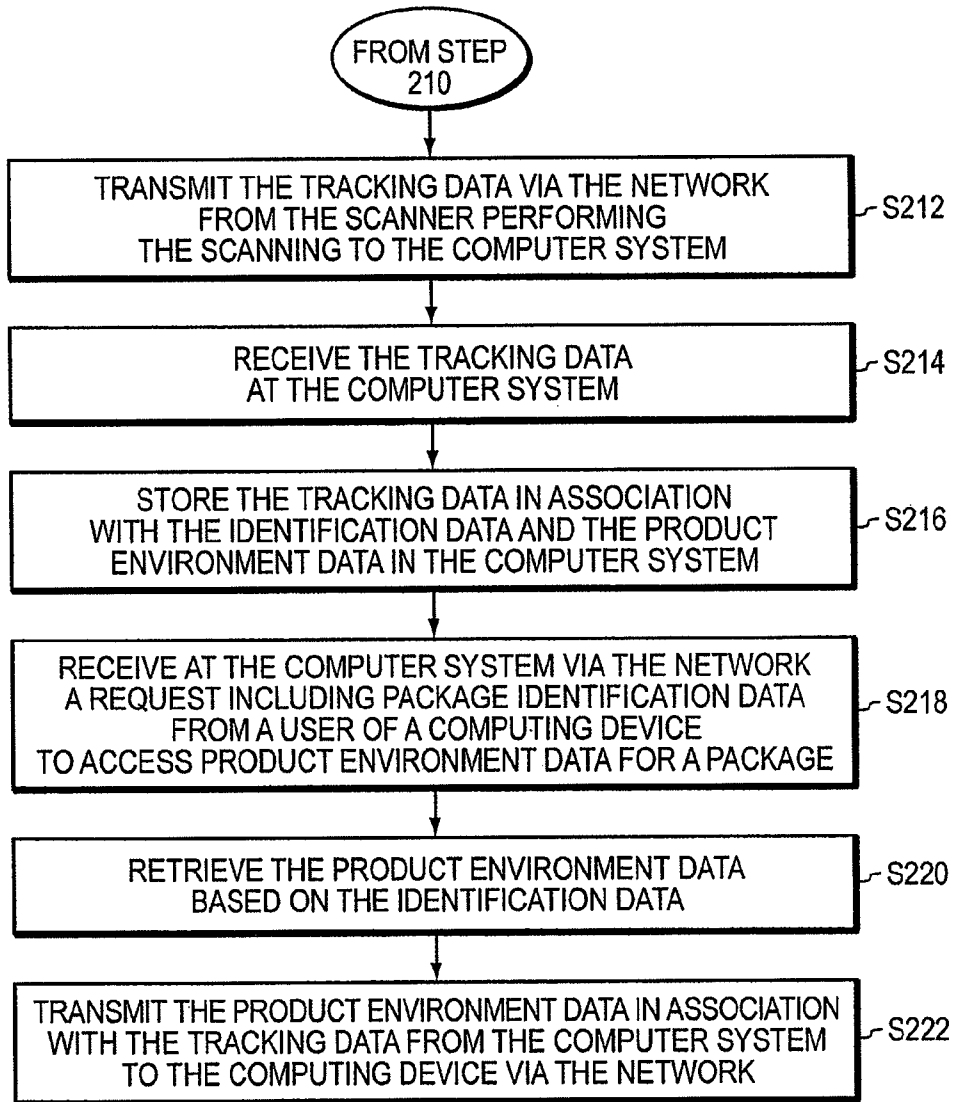 FROM STEP
210
TRANSMIT THE TRACKING DATA VIA THE NETWORK
FROM THE SCANNER PERFORMING
THE SCANNING TO THE COMPUTER SYSTEM
S212
RECEIVE THE TRACKING DATA
AT THE COMPUTER SYSTEM
S214
STORE THE TRACKING DATA IN ASSOCIATION
WITH THE IDENTIFICATION DATA AND THE PRODUCT
ENVIRONMENT DATA IN THE COMPUTER SYSTEM
S216
RECEIVE AT THE COMPUTER SYSTEM VIA THE NETWORK
A REQUEST INCLUDING PACKAGE IDENTIFICATION DATA
FROM A USER OF A COMPUTING DEVICE
TO ACCESS PRODUCT ENVIRONMENT DATA FOR A PACKAGE
S218
RETRIEVE THE PRODUCT ENVIRONMENT DATA
BASED ON THE IDENTIFICATION DATA
S220
TRANSMIT THE PRODUCT ENVIRONMENT DATA IN ASSOCIATION
WITH THE TRACKING DATA FROM THE COMPUTER SYSTEM
TO THE COMPUTING DEVICE VIA THE NETWORK
S222